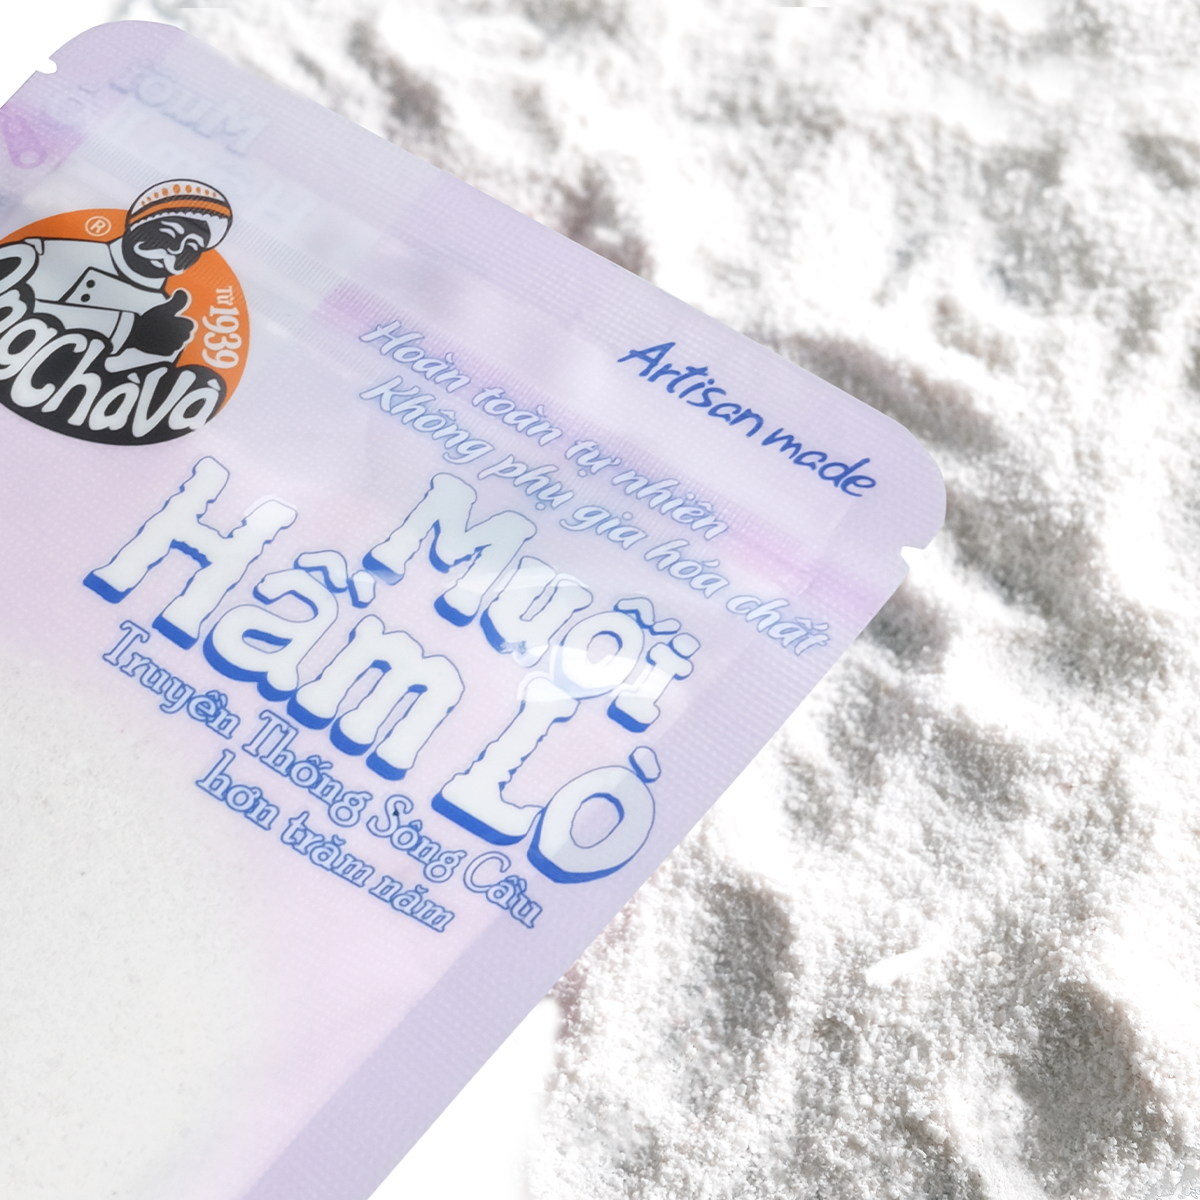 ®
TỪ 1939
ngChàVà
Artisan made
Hoàn toàn tự nhiên
Không phụ gia hóa chất
Muối
Hầm Lò
Truyền Thống Sông Cầu
hơn trăm năm